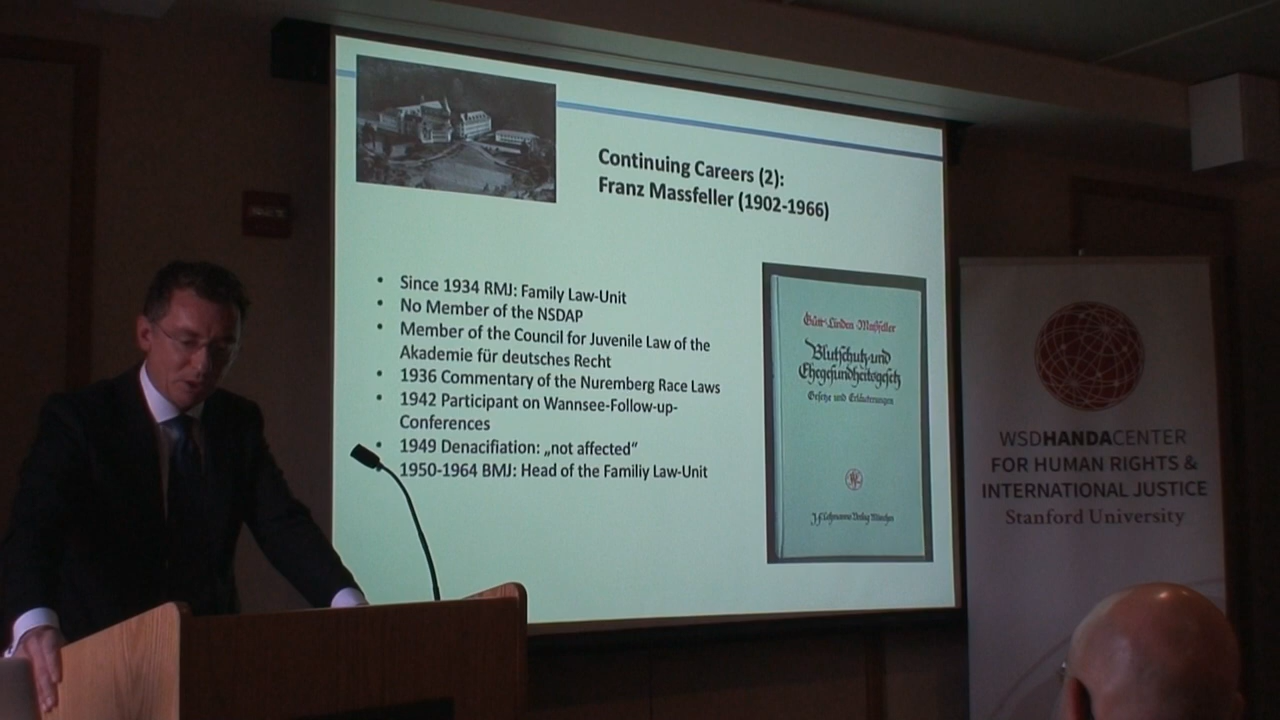 Continuing Careers (2):
Franz Massfeller (1902-1966)
• Since 1934 RMJ: Family Law-Unit
• No Member of the NSDAP
• Member of the Council for Juvenile Law of the
Akademie für deutsches Recht
• 1936 Commentary of the Nuremberg Race Laws
• 1942 Participant on Wannsee-Follow-up-
Conferences
• 1949 Denacifiation: „not affected“
1950-1964 BMJ: Head of the Familiy Law-Unit
Gütt-Linden-Maßfeller
Blutschutz- und
Ehegesundheitsgesetz
Gesetze und Erläuterungen
J. F. Lehmanns Verlag München
WSDHANDACENTER
FOR HUMAN RIGHTS &
INTERNATIONAL JUSTICE
Stanford University